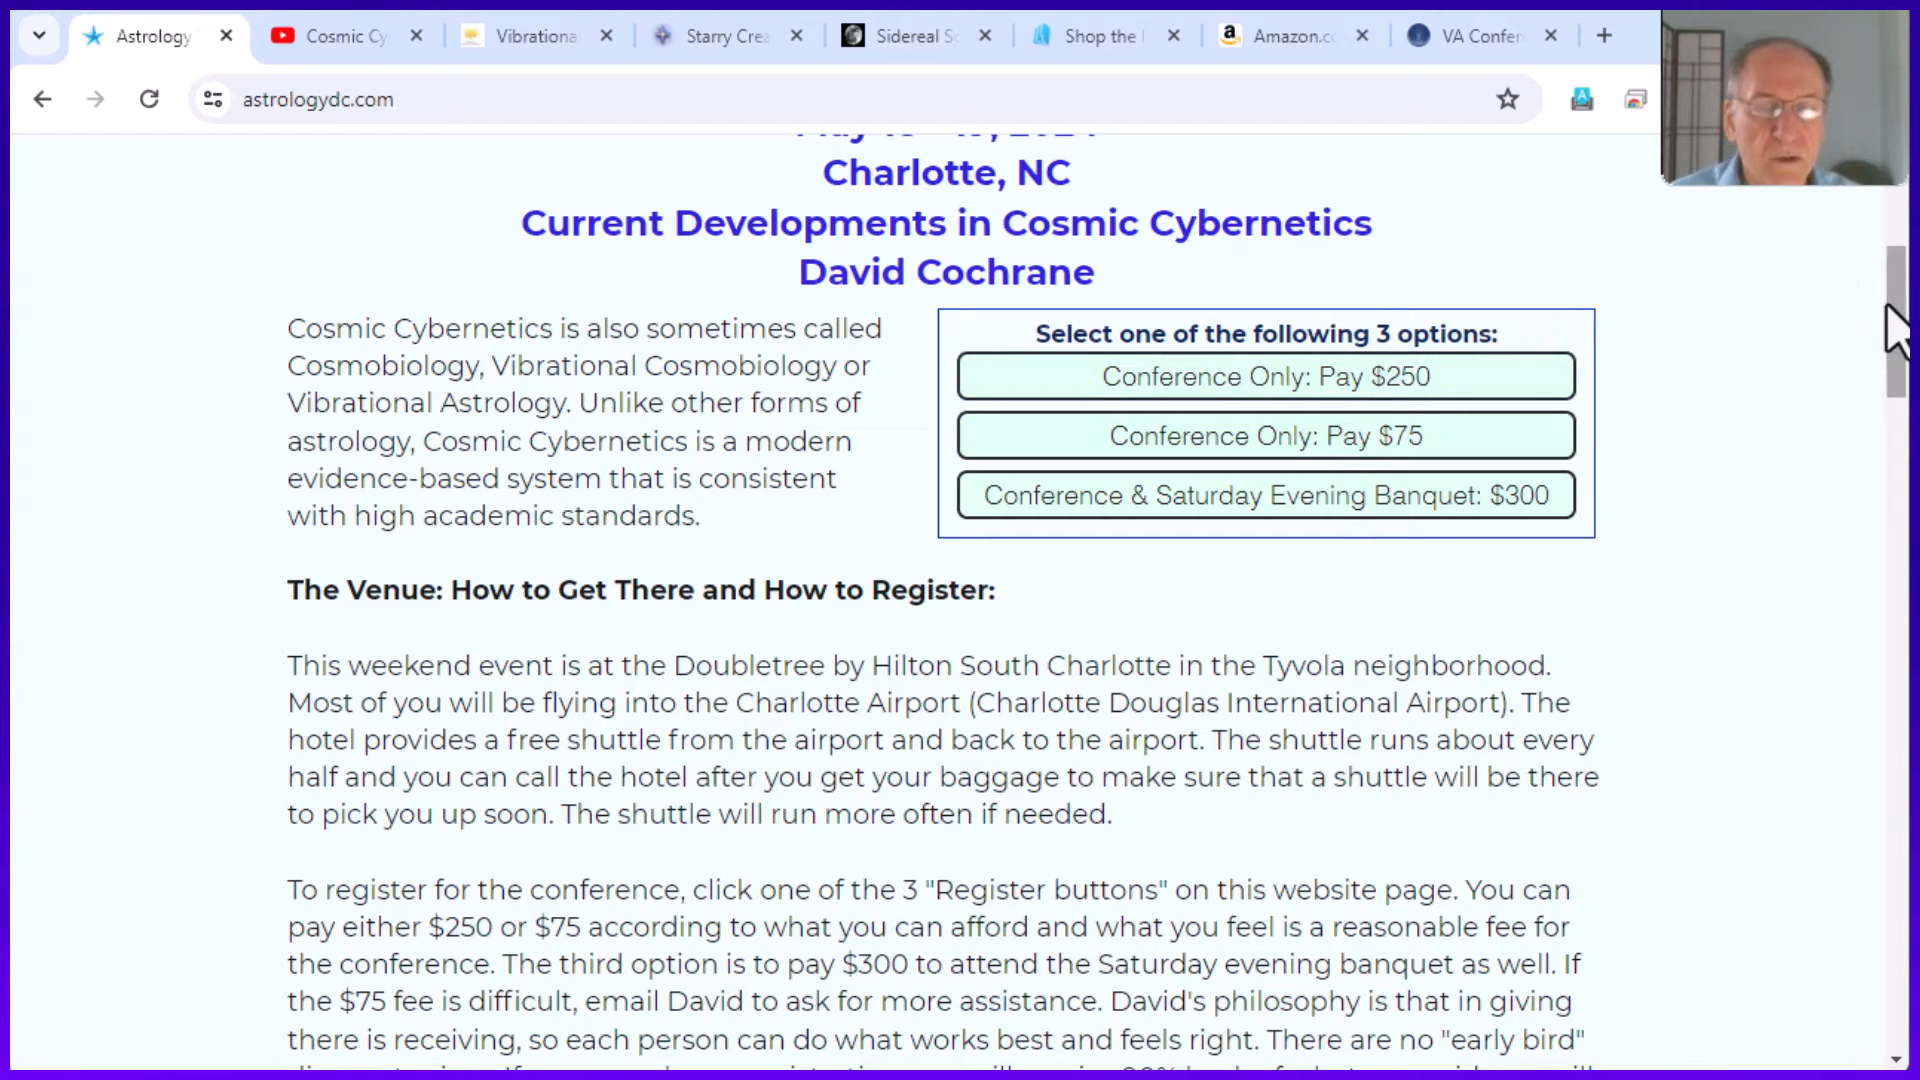 Astrology
Cosmic Cy
Vibrationa
Starry Crea
Sidereal S
Shop the
Amazon.c
VA Confer
astrologydc.com
Charlotte, NC
Current Developments in Cosmic Cybernetics
David Cochrane
Cosmic Cybernetics is also sometimes called
Cosmobiology, Vibrational Cosmobiology or
Vibrational Astrology. Unlike other forms of
astrology, Cosmic Cybernetics is a modern
evidence-based system that is consistent
with high academic standards.
Select one of the following 3 options:
Conference Only: Pay $250
Conference Only: Pay $75
Conference & Saturday Evening Banquet: $300
The Venue: How to Get There and How to Register:
This weekend event is at the Doubletree by Hilton South Charlotte in the Tyvola neighborhood.
Most of you will be flying into the Charlotte Airport (Charlotte Douglas International Airport). The
hotel provides a free shuttle from the airport and back to the airport. The shuttle runs about every
half and you can call the hotel after you get your baggage to make sure that a shuttle will be there
to pick you up soon. The shuttle will run more often if needed.
To register for the conference, click one of the 3 "Register buttons" on this website page. You can
pay either $250 or $75 according to what you can afford and what you feel is a reasonable fee for
the conference. The third option is to pay $300 to attend the Saturday evening banquet as well. If
the $75 fee is difficult, email David to ask for more assistance. David's philosophy is that in giving
there is receiving, so each person can do what works best and feels right. There are no "early bird"